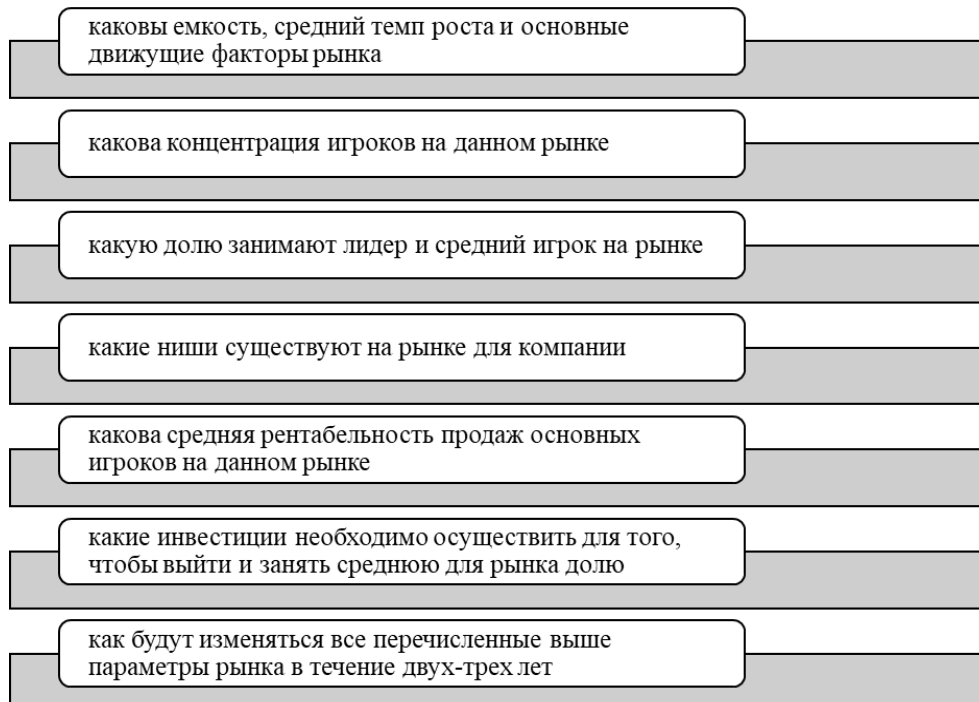 каковы емкость, средний темп роста и основные
движущие факторы рынка
какова концентрация игроков на данном рынке
какую долю занимают лидер и средний игрок на рынке
какие ниши существуют на рынке для компании
какова средняя рентабельность продаж основных
игроков на данном рынке
какие инвестиции необходимо осуществить для того,
чтобы выйти и занять среднюю для рынка долю
как будут изменяться все перечисленные выше
параметры рынка в течение двух-трех лет